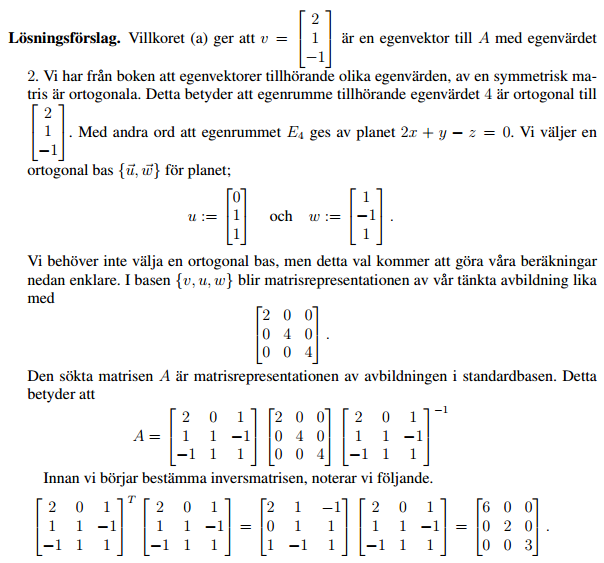 Lösningsförslag. Villkoret (a) ger att $v = \begin{bmatrix} 2 \\ 1 \\ -1 \end{bmatrix}$ är en egenvektor till $A$ med egenvärdet
2. Vi har från boken att egenvektorer tillhörande olika egenvärden, av en symmetrisk ma-
tris är ortogonala. Detta betyder att egenrumme tillhörande egenvärdet 4 är ortogonal till
$\begin{bmatrix} 2 \\ 1 \\ -1 \end{bmatrix}$. Med andra ord att egenrummet $E_4$ ges av planet $2x + y - z = 0$. Vi väljer en
ortogonal bas $\{\vec{u}, \vec{w}\}$ för planet;
$u := \begin{bmatrix} 0 \\ 1 \\ 1 \end{bmatrix}$ och $w := \begin{bmatrix} 1 \\ -1 \\ 1 \end{bmatrix}$.
Vi behöver inte välja en ortogonal bas, men detta val kommer att göra våra beräkningar
nedan enklare. I basen $\{v, u, w\}$ blir matrisrepresentationen av vår tänkta avbildning lika
med
$\begin{bmatrix} 2 & 0 & 0 \\ 0 & 4 & 0 \\ 0 & 0 & 4 \end{bmatrix}$.
Den sökta matrisen $A$ är matrisrepresentationen av avbildningen i standardbasen. Detta
betyder att
$A = \begin{bmatrix} 2 & 0 & 1 \\ 1 & 1 & -1 \\ -1 & 1 & 1 \end{bmatrix} \begin{bmatrix} 2 & 0 & 0 \\ 0 & 4 & 0 \\ 0 & 0 & 4 \end{bmatrix} \begin{bmatrix} 2 & 0 & 1 \\ 1 & 1 & -1 \\ -1 & 1 & 1 \end{bmatrix}^{-1}$
Innan vi börjar bestämma inversmatrisen, noterar vi följande.
$\begin{bmatrix} 2 & 0 & 1 \\ 1 & 1 & -1 \\ -1 & 1 & 1 \end{bmatrix}^T \begin{bmatrix} 2 & 0 & 1 \\ 1 & 1 & -1 \\ -1 & 1 & 1 \end{bmatrix} = \begin{bmatrix} 2 & 1 & -1 \\ 0 & 1 & 1 \\ 1 & -1 & 1 \end{bmatrix} \begin{bmatrix} 2 & 0 & 1 \\ 1 & 1 & -1 \\ -1 & 1 & 1 \end{bmatrix} = \begin{bmatrix} 6 & 0 & 0 \\ 0 & 2 & 0 \\ 0 & 0 & 3 \end{bmatrix}$.